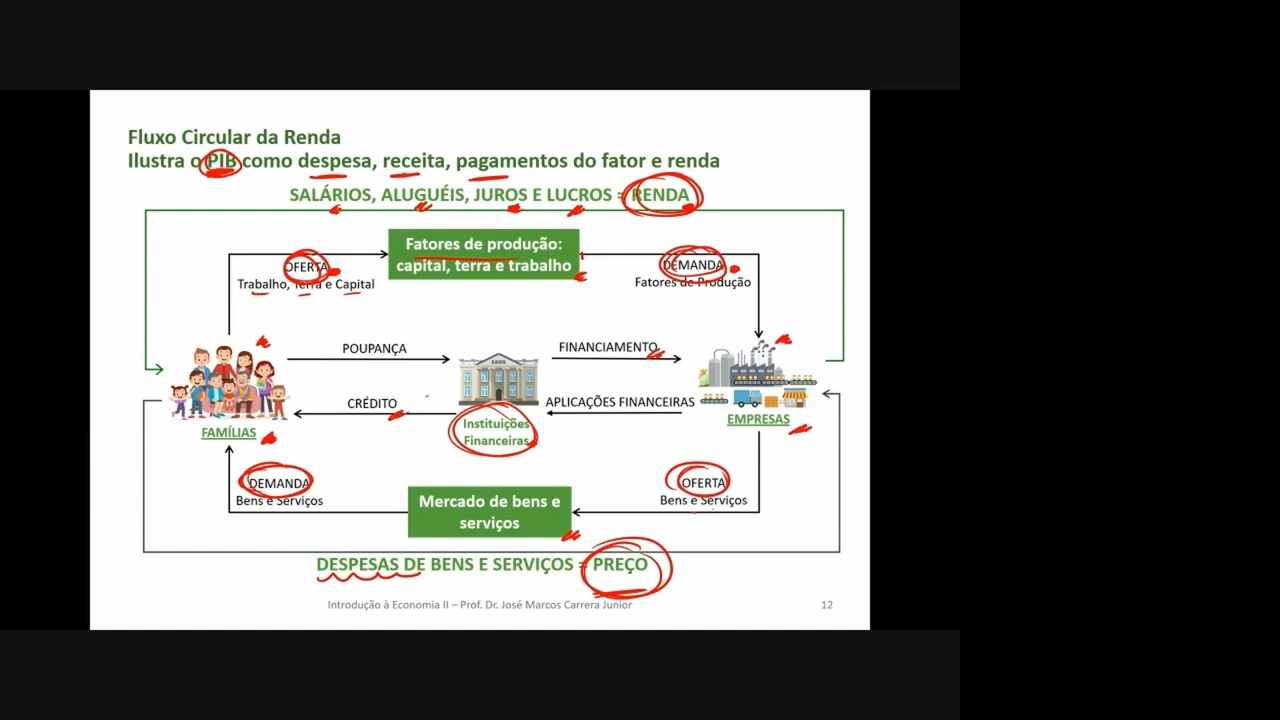 Fluxo Circular da Renda
Ilustra o PIB como despesa, receita, pagamentos do fator e renda
SALÁRIOS, ALUGUÉIS, JUROS E LUCROS = RENDA
Fatores de produção:
capital, terra e trabalho
OFERTA
Trabalho, Terra e Capital
DEMANDA
Fatores de Produção
POUPANÇA
FINANCIAMENTO
BANK
CRÉDITO
APLICAÇÕES FINANCEIRAS
Instituições
Financeiras
FAMÍLIAS
EMPRESAS
DEMANDA
Bens e Serviços
OFERTA
Bens e Serviços
Mercado de bens e
serviços
DESPESAS DE BENS E SERVIÇOS = PREÇO
Introdução à Economia II – Prof. Dr. José Marcos Carrera Junior
12